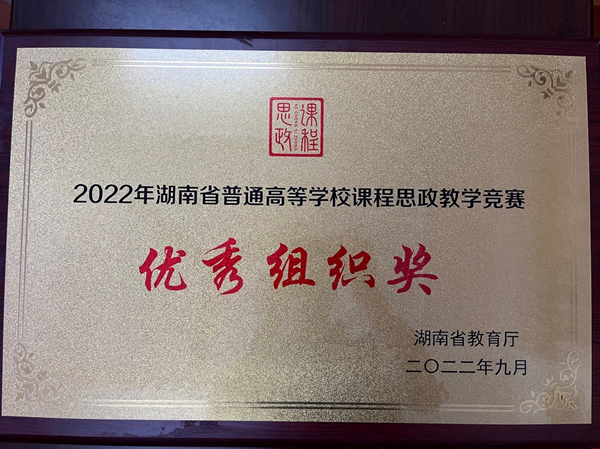 课程
思政
2022年湖南省普通高等学校课程思政教学竞赛
优秀组织奖
湖南省教育厅
二〇二二年九月